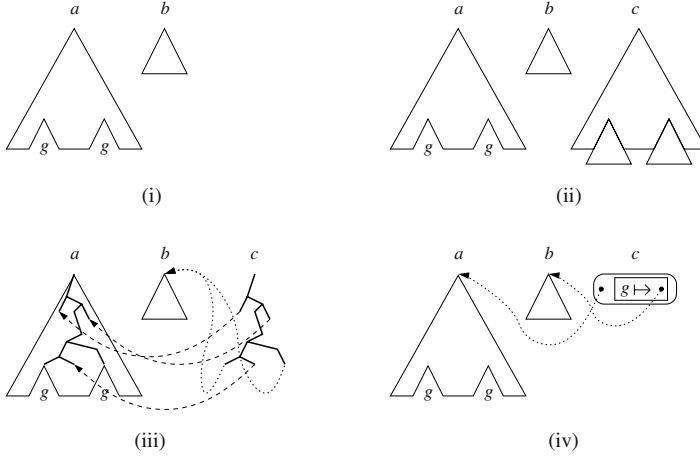 a b a b c
g g g g
(i) (ii)
a b c a b c
g ↦
g g g g
(iii) (iv)